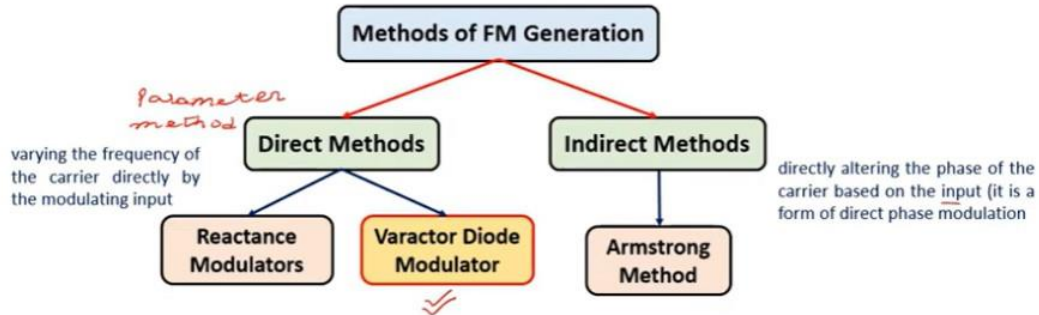 Methods of FM Generation
Parameter
method
Direct Methods
Indirect Methods
varying the frequency of
the carrier directly by
the modulating input
directly altering the phase of the
carrier based on the input (it is a
form of direct phase modulation
Reactance
Modulators
Varactor Diode
Modulator
Armstrong
Method